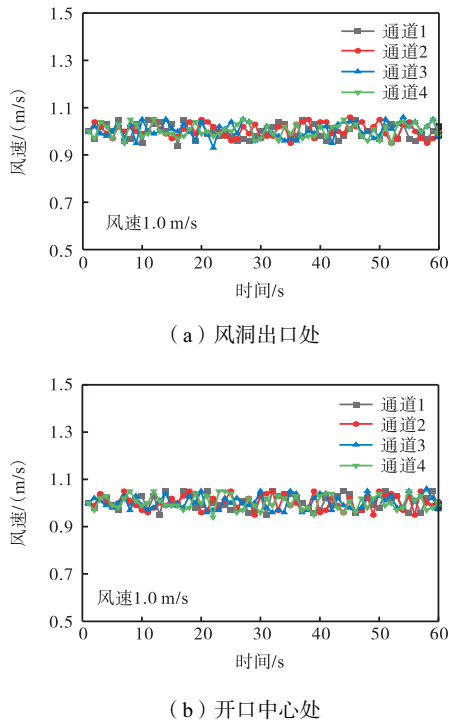 1.5
1.3
1.1
0.9
0.7
0.5
风速/(m/s)
通道1
通道2
通道3
通道4
风速1.0 m/s
0 10 20 30 40 50 60
时间/s
（a）风洞出口处
1.5
1.3
1.1
0.9
0.7
0.5
风速/(m/s)
通道1
通道2
通道3
通道4
风速1.0 m/s
0 10 20 30 40 50 60
时间/s
（b）开口中心处